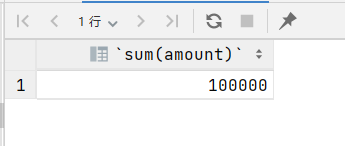 1 行
`sum(amount)`
1 100000